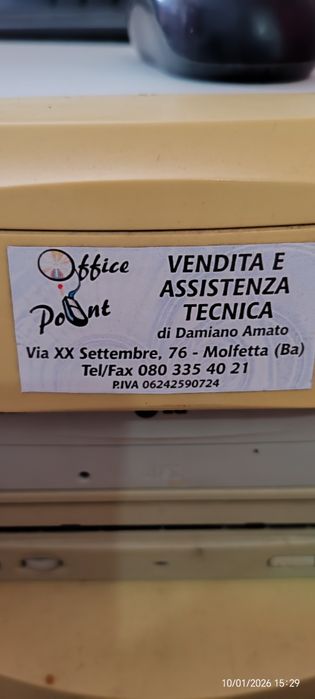 Office
Point
VENDITA E
ASSISTENZA
TECNICA
di Damiano Amato
Via XX Settembre, 76 - Molfetta (Ba)
Tel/Fax 080 335 40 21
P.IVA 06242590724
10/01/2026 15:29